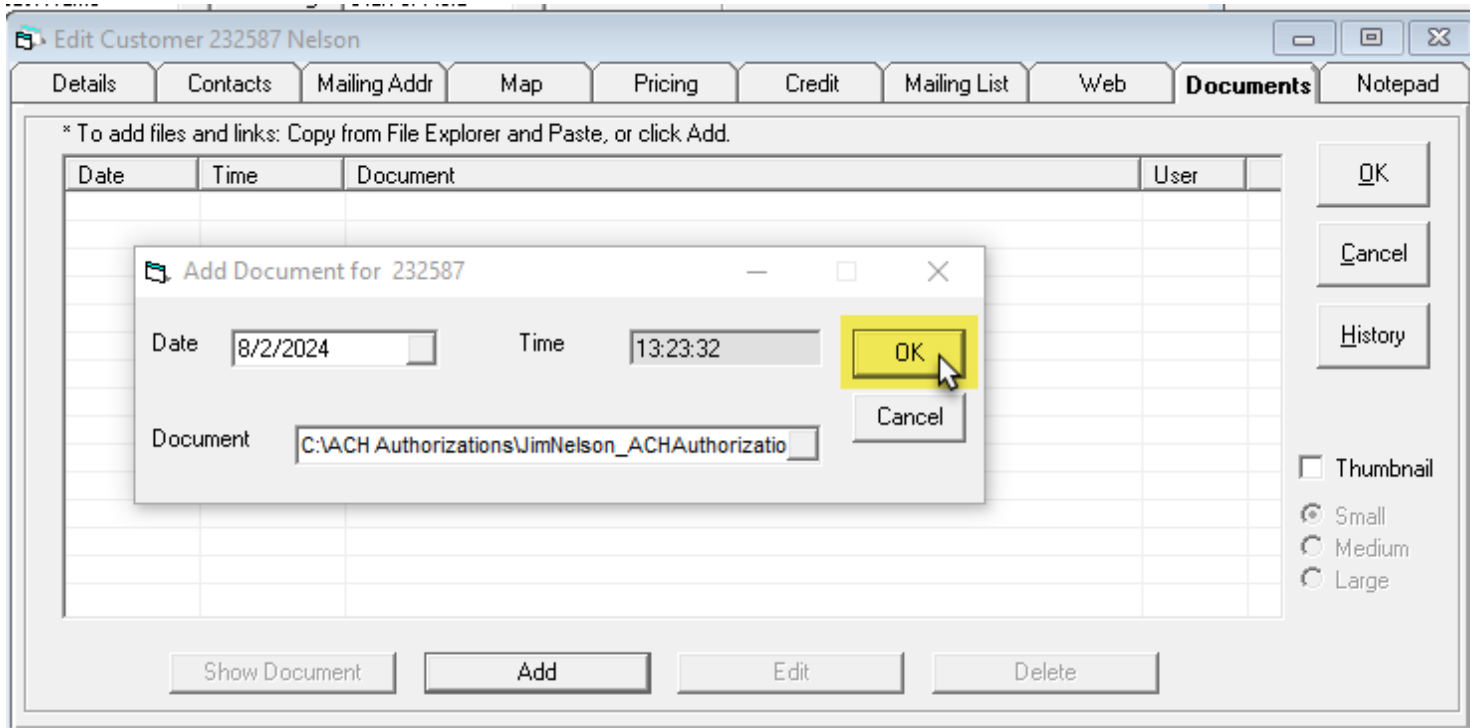 Edit Customer 232587 Nelson
Details Contacts Mailing Addr Map Pricing Credit Mailing List Web Documents Notepad
* To add files and links: Copy from File Explorer and Paste, or click Add.
Date Time Document User
OK
Cancel
History
Add Document for 232587
Date 8/2/2024 Time 13:23:32 OK
Cancel
Document C:\ACH Authorizations\JimNelson_ACHAuthorizatio
Thumbnail
Small
Medium
Large
Show Document Add Edit Delete